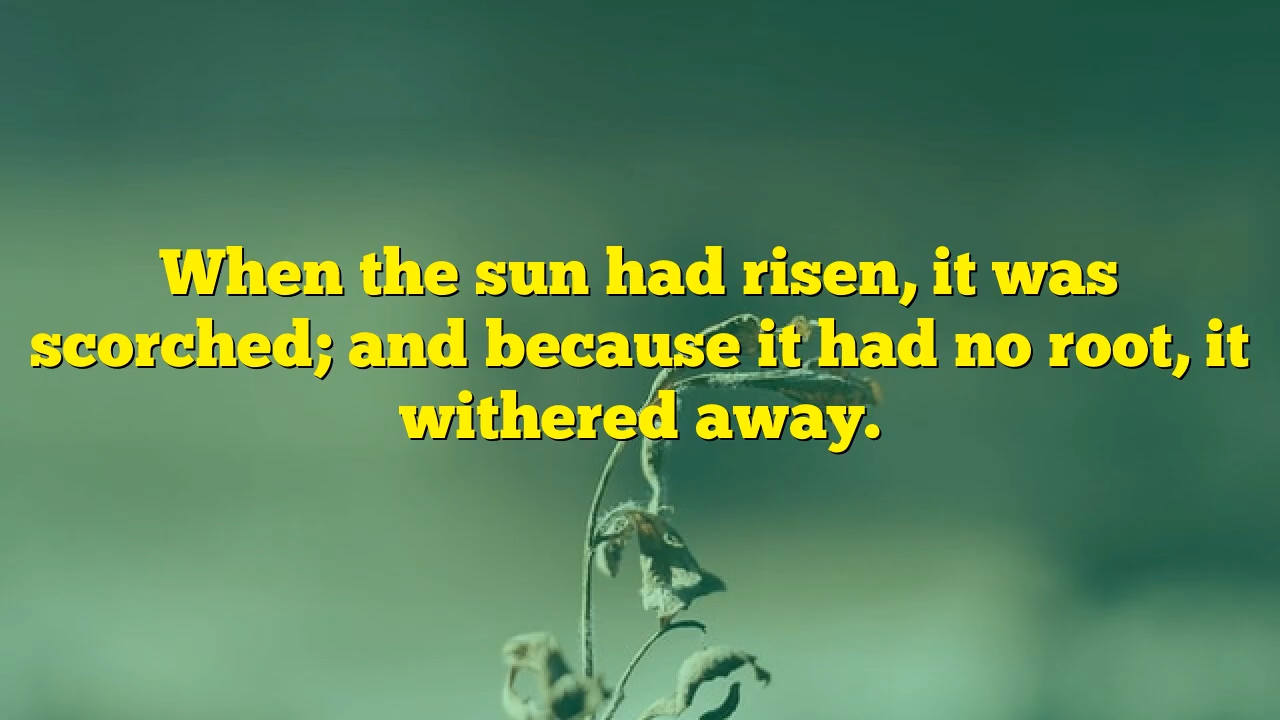 When the sun had risen, it was
scorched; and because it had no root, it
withered away.